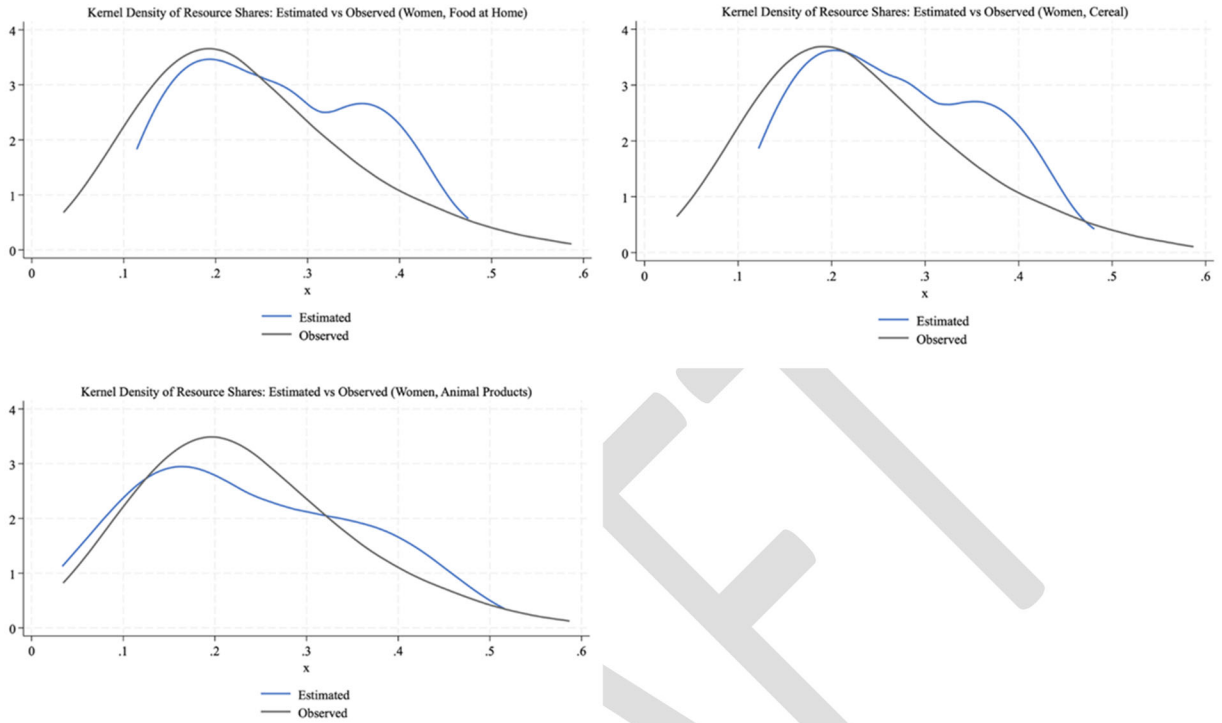 Kernel Density of Resource Shares: Estimated vs Observed (Women, Food at Home)
4
3
2
1
0
0 .1 .2 .3 .4 .5 .6
x
Estimated
Observed
Kernel Density of Resource Shares: Estimated vs Observed (Women, Cereal)
4
3
2
1
0
0 .1 .2 .3 .4 .5 .6
x
Estimated
Observed
Kernel Density of Resource Shares: Estimated vs Observed (Women, Animal Products)
4
3
2
1
0
0 .1 .2 .3 .4 .5 .6
x
Estimated
Observed